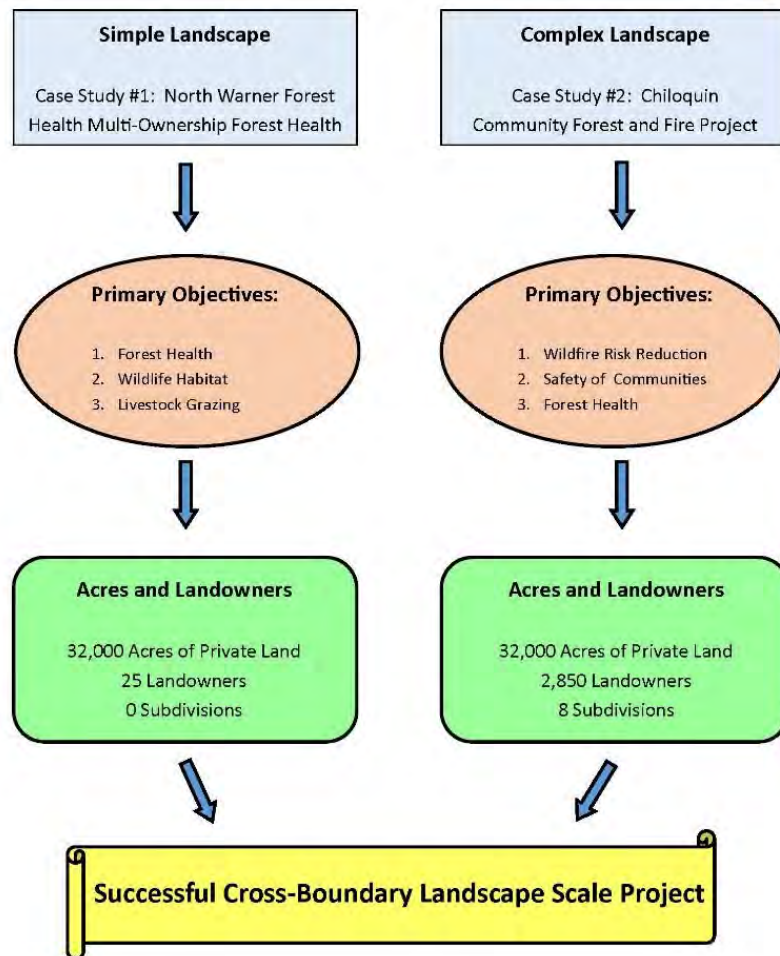 Simple Landscape
Case Study #1: North Warner Forest
Health Multi-Ownership Forest Health
Primary Objectives:
1. Forest Health
2. Wildlife Habitat
3. Livestock Grazing
Acres and Landowners
32,000 Acres of Private Land
25 Landowners
0 Subdivisions
Complex Landscape
Case Study #2: Chiloquin
Community Forest and Fire Project
Primary Objectives:
1. Wildfire Risk Reduction
2. Safety of Communities
3. Forest Health
Acres and Landowners
32,000 Acres of Private Land
2,850 Landowners
8 Subdivisions
Successful Cross-Boundary Landscape Scale Project